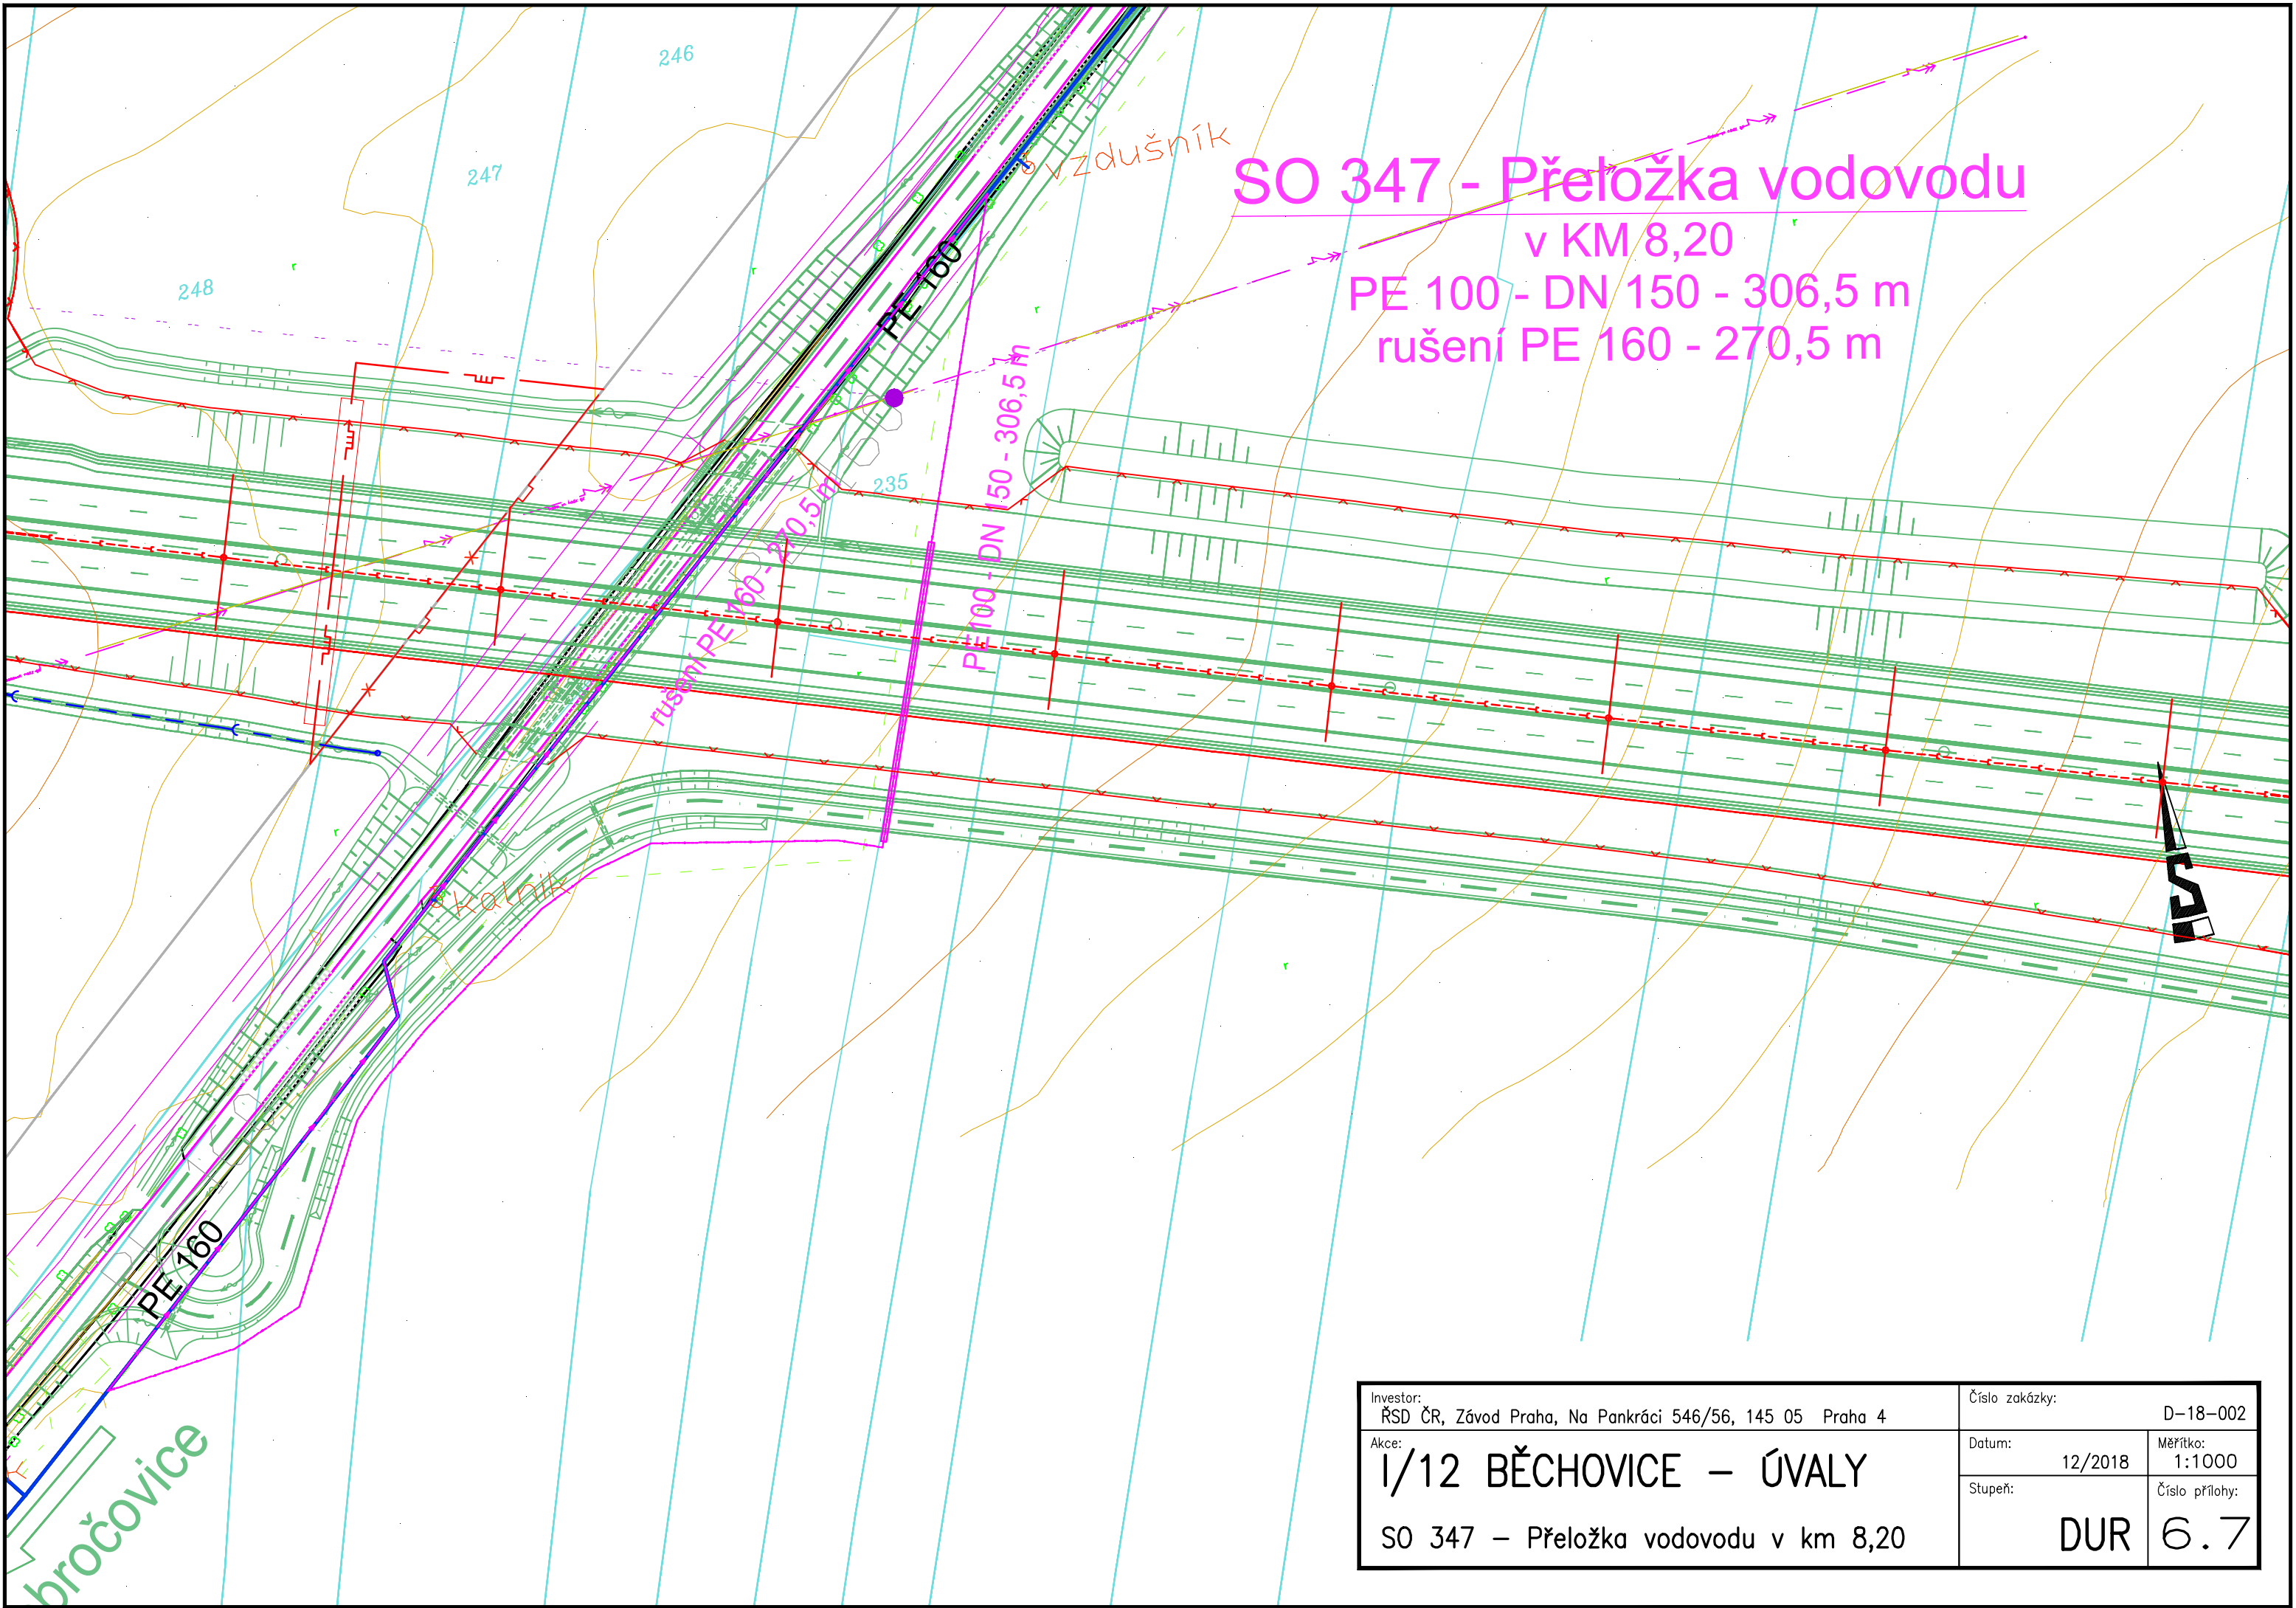 246
247
248
vzdušník
SO 347 - Přeložka vodovodu
v KM 8,20
PE 100 - DN 150 - 306,5 m
rušení PE 160 - 270,5 m
PE 160
235
PE100 - DN 150 - 306,5 m
rušení PE 160 - 270,5 m
kalník
S
PE 160
bročovice
Investor:
ŘSD ČR, Závod Praha, Na Pankráci 546/56, 145 05 Praha 4
Číslo zakázky:
D-18-002
Akce:
I/12 BĚCHOVICE – ÚVALY
SO 347 – Přeložka vodovodu v km 8,20
Datum:
12/2018
Měřítko:
1:1000
Stupeň:
DUR
Číslo přílohy:
6.7